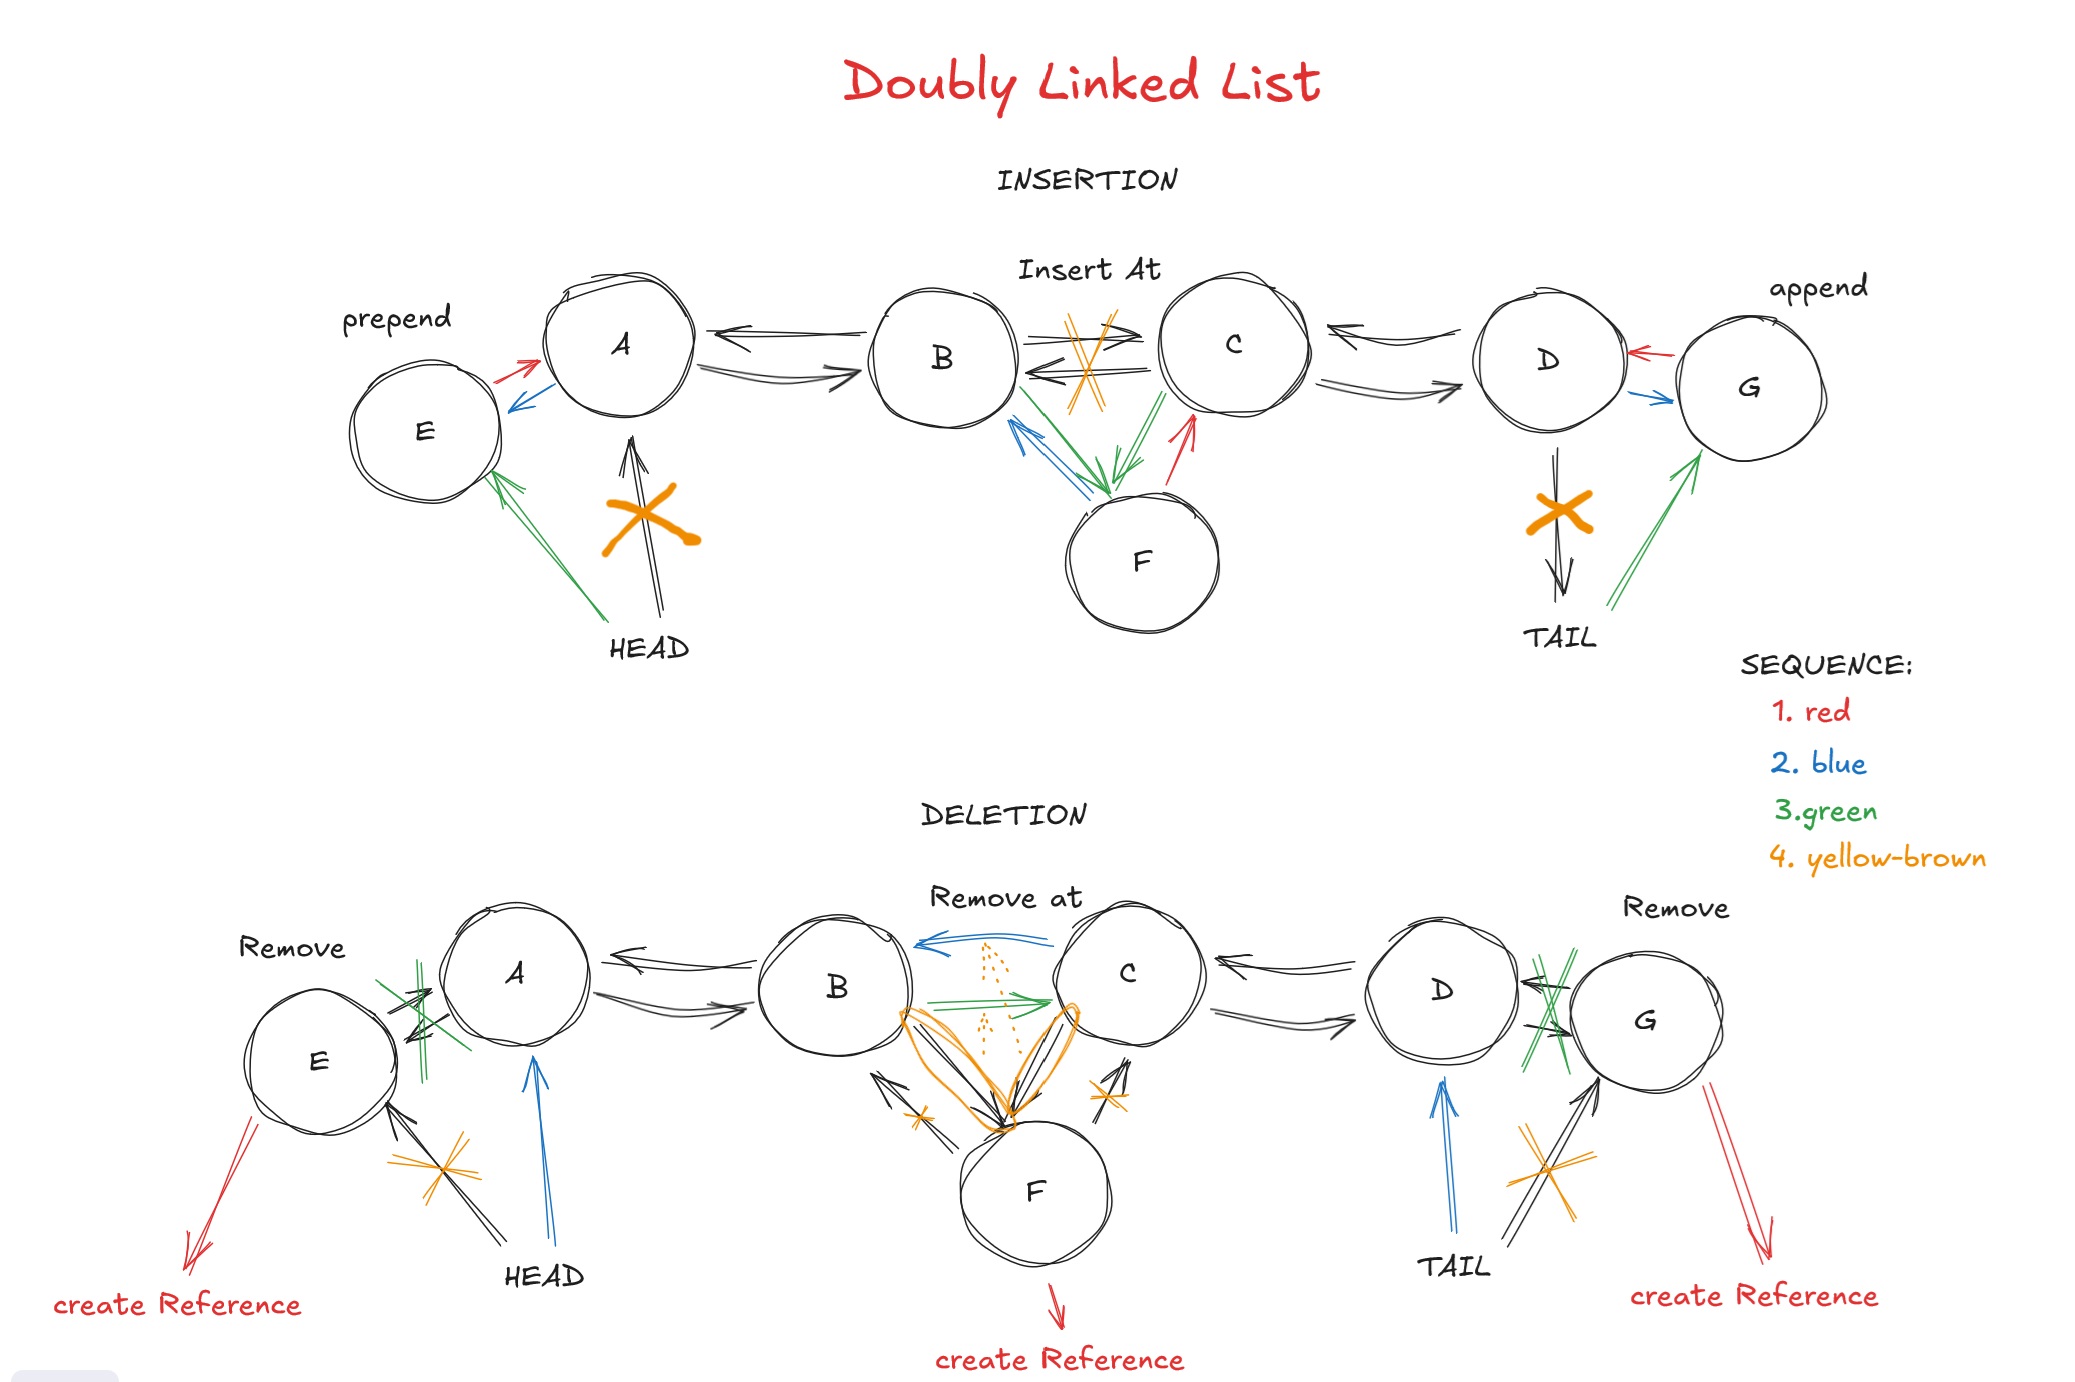 Doubly Linked List
INSERTION
Insert At
prepend
append
A
B
C
D
E
G
F
HEAD
TAIL
SEQUENCE:
1. red
2. blue
3.green
4. yellow-brown
DELETION
Remove at
Remove
Remove
A
B
C
D
E
G
F
HEAD
TAIL
create Reference
create Reference
create Reference